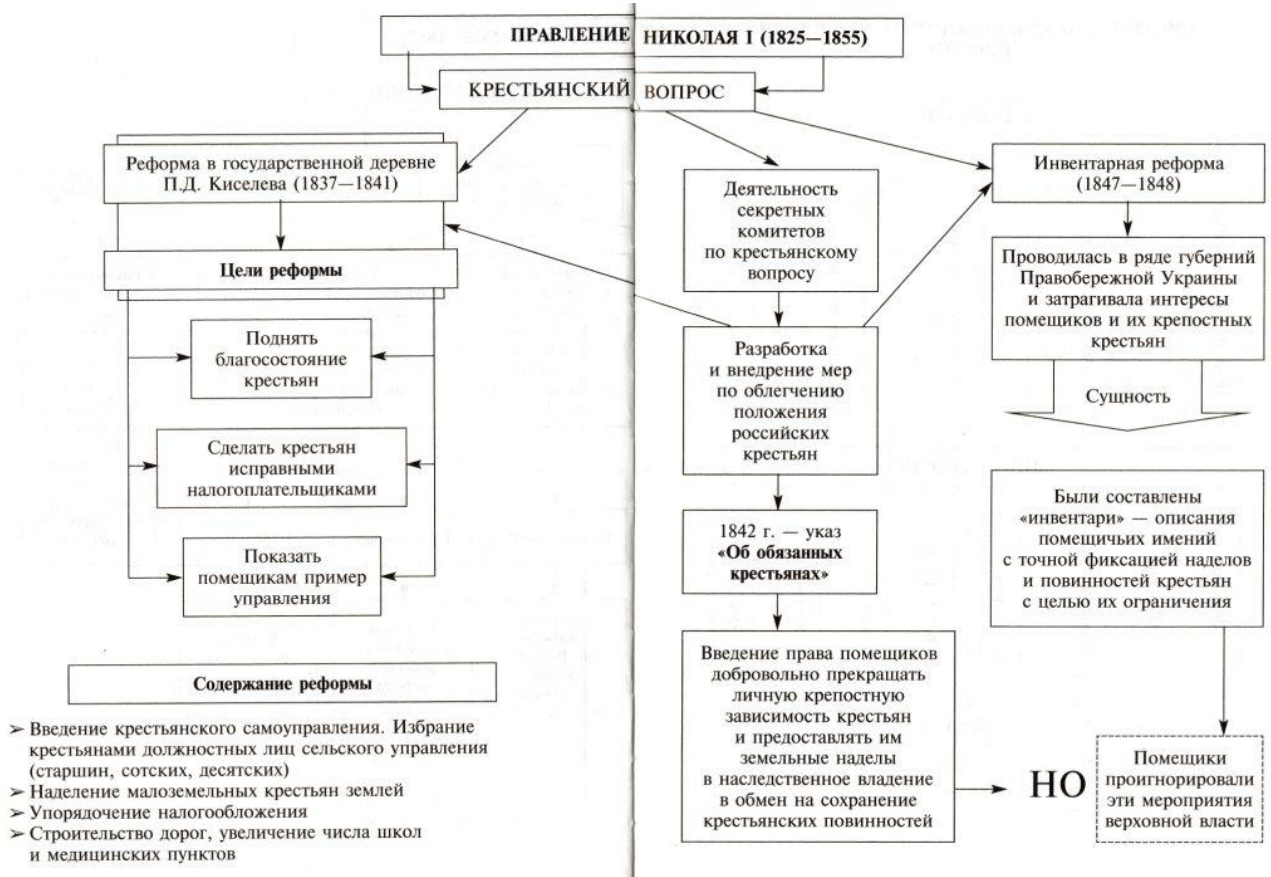 ПРАВЛЕНИЕ НИКОЛАЯ I (1825—1855)
КРЕСТЬЯНСКИЙ ВОПРОС
Реформа в государственной деревне
П.Д. Киселева (1837—1841)
Цели реформы
Поднять
благосостояние
крестьян
Сделать крестьян
исправными
налогоплательщиками
Показать
помещикам пример
управления
Содержание реформы
➢ Введение крестьянского самоуправления. Избрание
крестьянами должностных лиц сельского управления
(старшин, сотских, десятских)
➢ Наделение малоземельных крестьян землей
➢ Упорядочение налогообложения
➢ Строительство дорог, увеличение числа школ
и медицинских пунктов
Деятельность
секретных
комитетов
по крестьянскому
вопросу
Разработка
и внедрение мер
по облегчению
положения
российских
крестьян
1842 г. — указ
«Об обязанных
крестьянах»
Введение права помещиков
добровольно прекращать
личную крепостную
зависимость крестьян
и предоставлять им
земельные наделы
в наследственное владение
в обмен на сохранение
крестьянских повинностей
Инвентарная реформа
(1847—1848)
Проводилась в ряде губерний
Правобережной Украины
и затрагивала интересы
помещиков и их крепостных
крестьян
Сущность
Были составлены
«инвентари» — описания
помещичьих имений
с точной фиксацией наделов
и повинностей крестьян
с целью их ограничения
НО
Помещики
проигнорировали
эти мероприятия
верховной власти